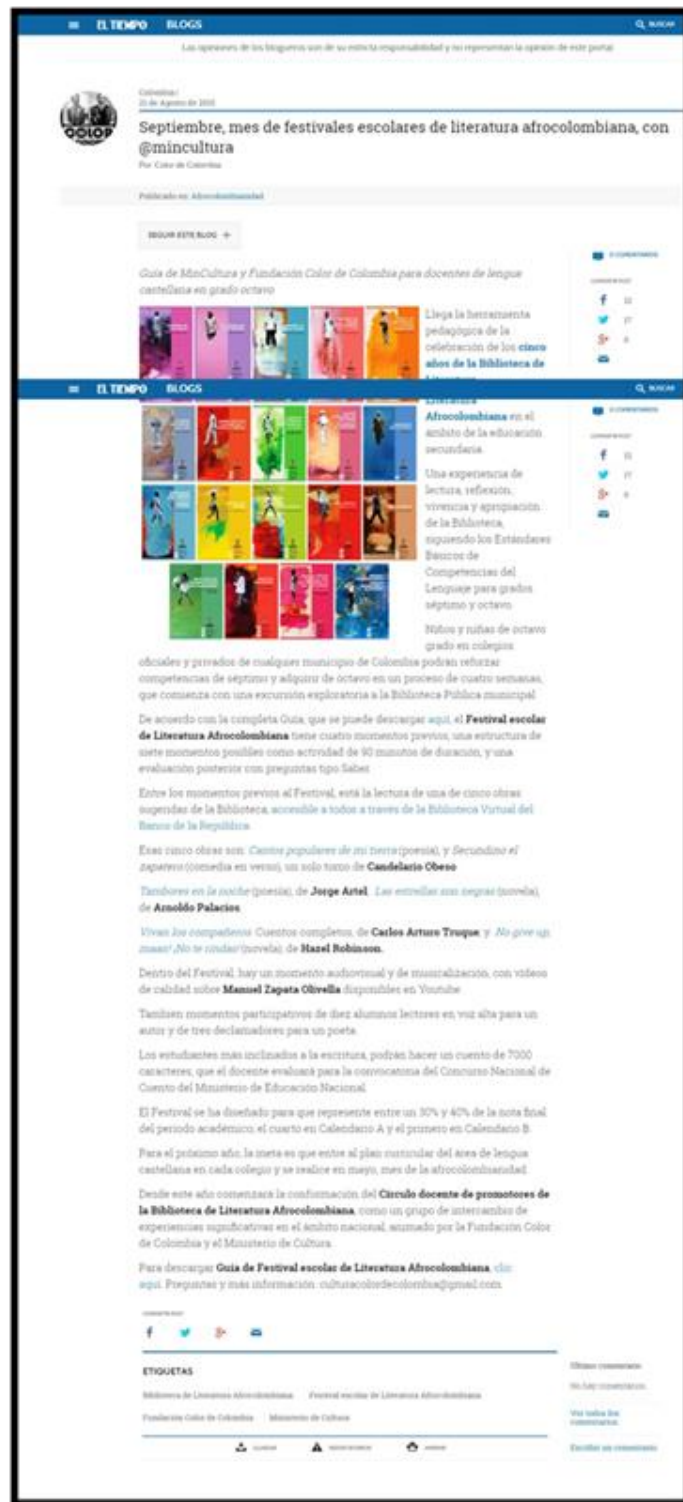 EL TIEMPO BLOGS BUSCAR
Las opiniones de los blogueros son de su estricta responsabilidad y no representan la opinión de este portal.
Colombia |
21 de Agosto de 2015
COLOR
Septiembre, mes de festivales escolares de literatura afrocolombiana, con
@mincultura
Por: Color de Colombia
Publicado en: Afrocolombianidad
SEGUIR ESTE BLOG +
0 COMENTARIOS
Guía de MinCultura y Fundación Color de Colombia para docentes de lengua
castellana en grado octavo
Llega la herramienta
pedagógica de la
celebración de los cinco
años de la Biblioteca de
EL TIEMPO BLOGS BUSCAR
Literatura
Afrocolombiana en el
ámbito de la educación
secundaria.
0 COMENTARIOS
Una experiencia de
lectura, reflexión,
vivencia y apropiación
de la Biblioteca,
siguiendo los Estándares
Básicos de
Competencias del
Lenguaje para grados
séptimo y octavo.
Niños y niñas de octavo
grado en colegios
oficiales y privados de cualquier municipio de Colombia podrán reforzar
competencias de séptimo y adquirir de octavo en un proceso de cuatro semanas,
que comienza con una excursión exploratoria a la Biblioteca Pública municipal.
De acuerdo con la completa Guía, que se puede descargar aquí, el Festival escolar
de Literatura Afrocolombiana tiene cuatro momentos previos, una estructura de
siete momentos posibles como actividad de 90 minutos de duración, y una
evaluación posterior con preguntas tipo Saber.
Entre los momentos previos al Festival, está la lectura de una de cinco obras
sugeridas de la Biblioteca, accesible a todos a través de la Biblioteca Virtual del
Banco de la República.
Esas cinco obras son: Cantos populares de mi tierra (poesía), y Secundino el
zapatero (comedia en verso), un solo tomo de Candelario Obeso.
Tambores en la noche (poesía), de Jorge Artel. Las estrellas son negras (novela),
de Arnoldo Palacios.
Vivan los compañeros. Cuentos completos, de Carlos Arturo Truque, y No give up,
maan! ¡No te rindas! (novela), de Hazel Robinson.
Dentro del Festival, hay un momento audiovisual y de musicalización, con videos
de calidad sobre Manuel Zapata Olivella disponibles en Youtube.
Tambien momentos participativos de diez alumnos lectores en voz alta para un
autor y de tres declamadores para un poeta.
Los estudiantes más inclinados a la escritura, podrán hacer un cuento de 7000
caracteres, que el docente evaluará para la convocatoria del Concurso Nacional de
Cuento del Ministerio de Educación Nacional.
El Festival se ha diseñado para que represente entre un 30% y 40% de la nota final
del periodo académico, el cuarto en Calendario A y el primero en Calendario B.
Para el próximo año, la meta es que entre al plan curricular del área de lengua
castellana en cada colegio y se realice en mayo, mes de la afrocolombianidad.
Desde este año comenzará la conformación del Círculo docente de promotores de
la Biblioteca de Literatura Afrocolombiana, como un grupo de intercambio de
experiencias significativas en el ámbito nacional, animado por la Fundación Color
de Colombia y el Ministerio de Cultura.
Para descargar Guía de Festival escolar de Literatura Afrocolombiana, clic
aquí. Preguntas y más información: culturacolordecolombia@gmail.com
ETIQUETAS
Biblioteca de Literatura Afrocolombiana Festival escolar de Literatura Afrocolombiana
Fundación Color de Colombia Ministerio de Cultura
Último comentario
No hay comentarios.
Ver todos los
comentarios
Escribir un comentario